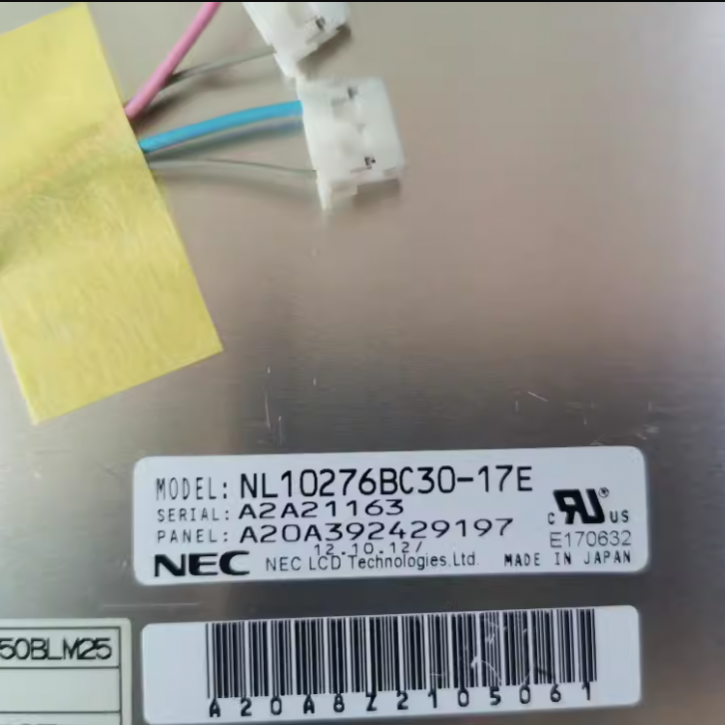 MODEL: NL10276BC30-17E
SERIAL: A2A21163
PANEL: A20A392429197
c RU® US
E170632
12.10.12/
NEC NEC LCD Technologies,Ltd. MADE IN JAPAN
50BLM25
A20A8Z2105061